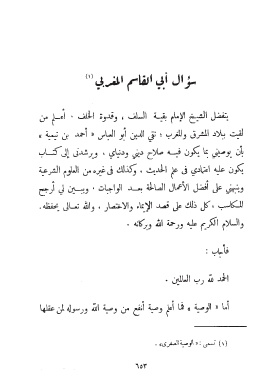 سؤال أبي القاسم المغربي (١)
يتفضل الشيخ الإمام بقية السلف ، وقدوة الخلف . أعلم من
لقيت ببلاد المشرق والمغرب ؛ تقي الدين أبو العباس « أحمد بن تيمية »
بأن يوصيني بما يكون فيه صلاح ديني ودنياي ، ويرشدني إلى كتاب
يكون عليه اعتمادي في علم الحديث ، وكذلك في غيره من العلوم الشرعية
وينبهني على أفضل الأعمال الصالحة بعد الواجبات . ويبين لي أرجح
المكاسب ، كل ذلك على قصد الإيماء والاختصار ، والله تعالى يحفظه .
والسلام الكريم عليه ورحمة الله وبركاته .
فأجاب :
الحمد لله رب العالمين .
أما « الوصية » فما أعلم وصية أنفع من وصية الله ورسوله لمن عقلها
(١) تسمى : « الوصية الصغرى » .
٦٥٣